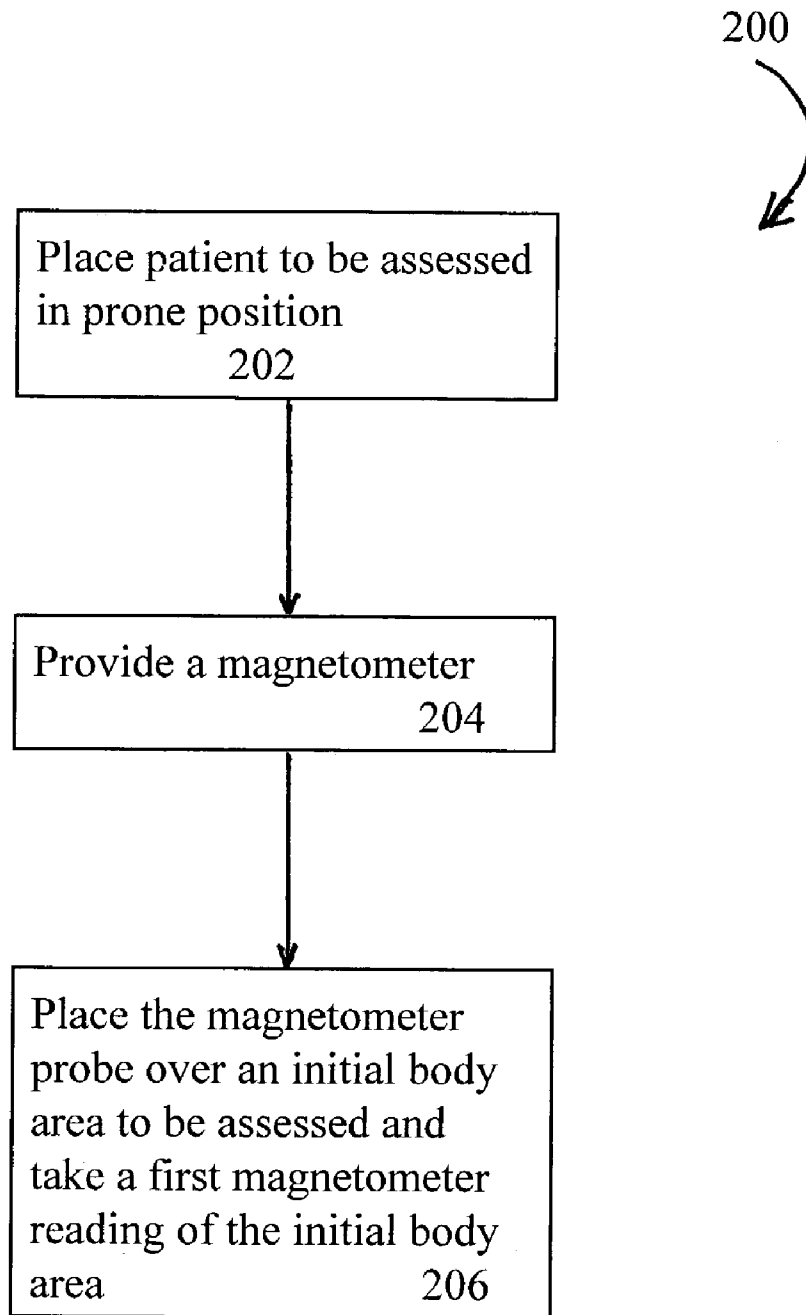 200
Place patient to be assessed
in prone position
202
Provide a magnetometer
204
Place the magnetometer
probe over an initial body
area to be assessed and
take a first magnetometer
reading of the initial body
area 206